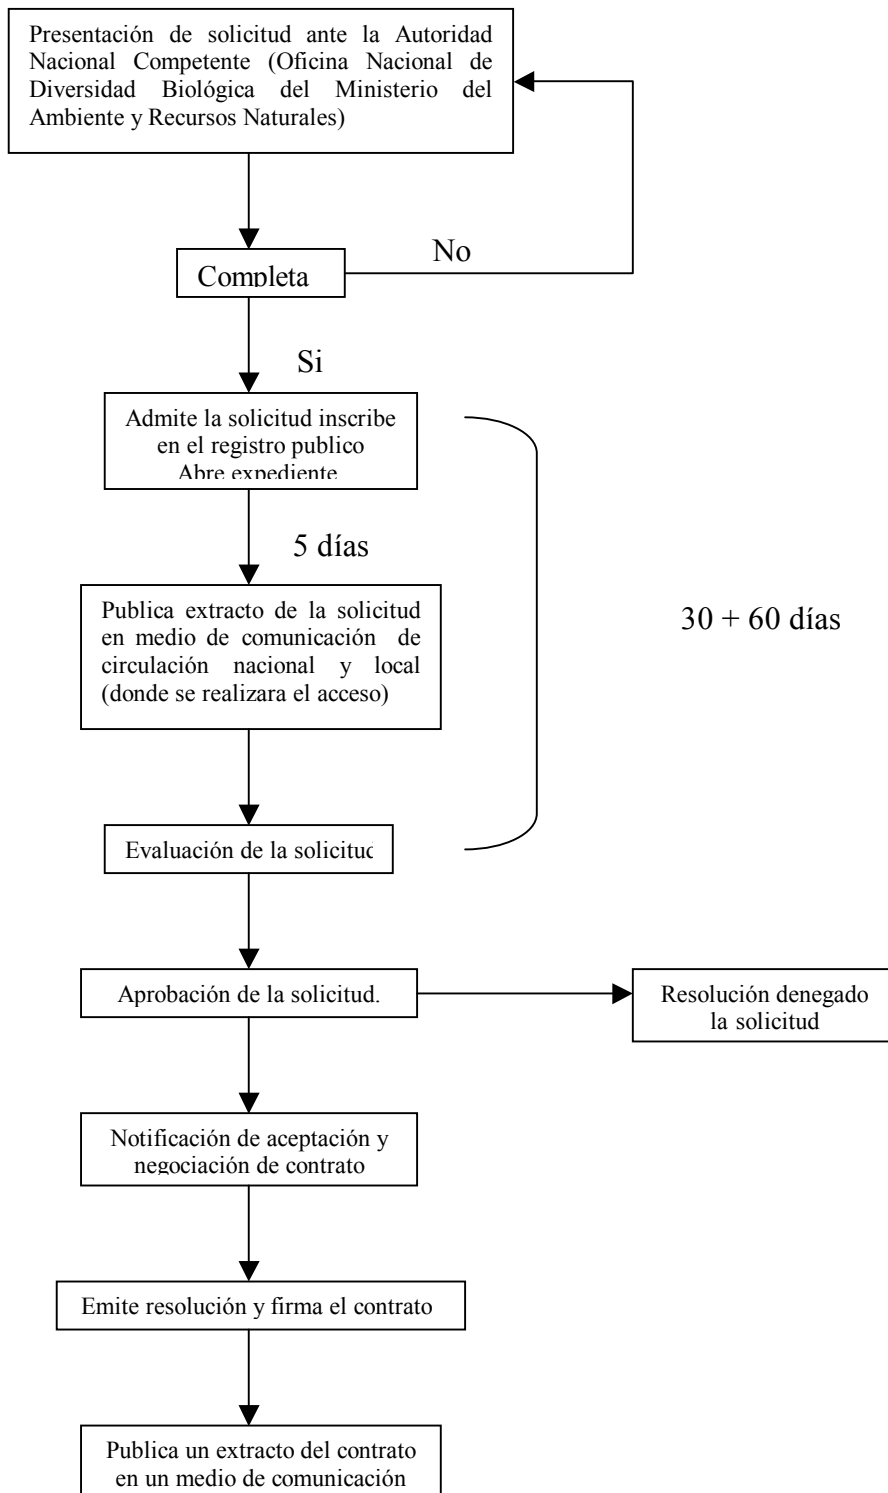 Presentación de solicitud ante la Autoridad
Nacional Competente (Oficina Nacional de
Diversidad Biológica del Ministerio del
Ambiente y Recursos Naturales)
No
Completa
Si
Admite la solicitud inscribe
en el registro publico
Abre expediente
5 días
Publica extracto de la solicitud
en medio de comunicación de
circulación nacional y local
(donde se realizara el acceso)
30 + 60 días
Evaluación de la solicitud
Aprobación de la solicitud.
Resolución denegado
la solicitud
Notificación de aceptación y
negociación de contrato
Emite resolución y firma el contrato
Publica un extracto del contrato
en un medio de comunicación